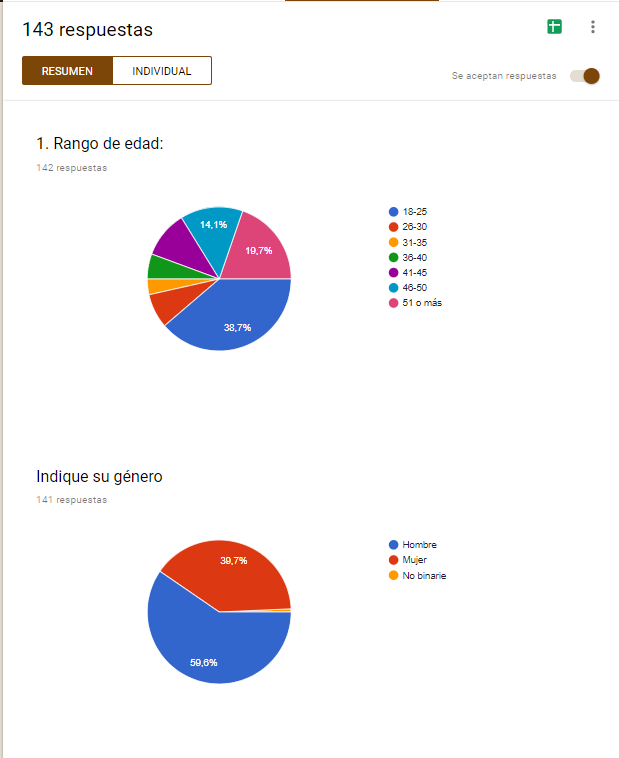 143 respuestas
RESUMEN
INDIVIDUAL
Se aceptan respuestas
1. Rango de edad:
142 respuestas
14,1%
19,7%
38,7%
18-25
26-30
31-35
36-40
41-45
46-50
51 o más
Indique su género
141 respuestas
39,7%
59,6%
Hombre
Mujer
No binarie